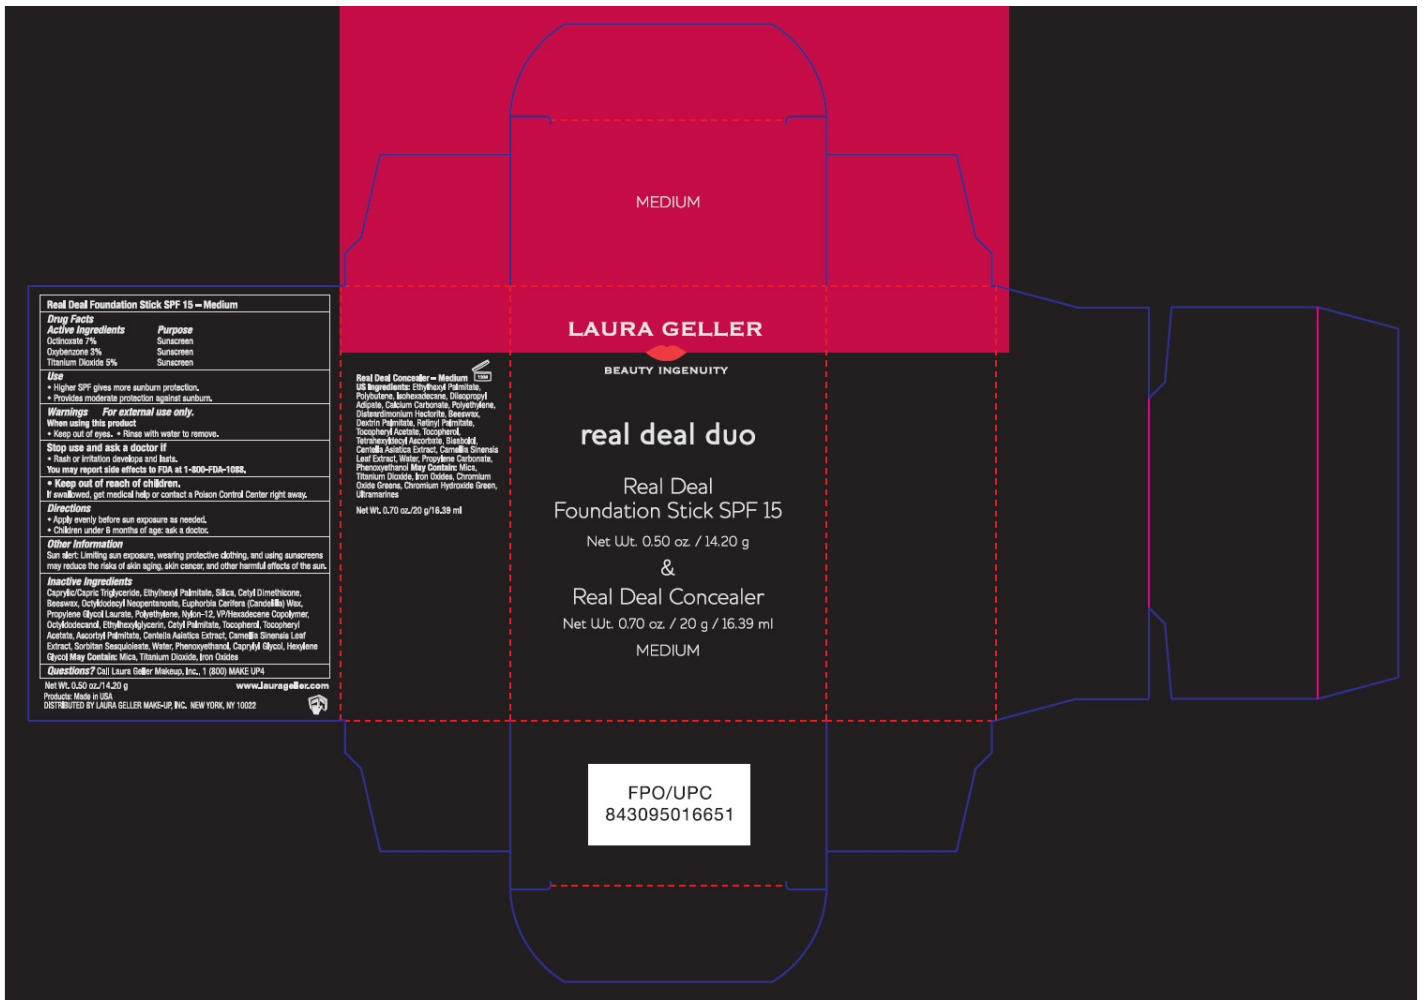 MEDIUM
LAURA GELLER
BEAUTY INGENUITY
real deal duo
Real Deal
Foundation Stick SPF 15
Net Wt. 0.50 oz. / 14.20 g
&
Real Deal Concealer
Net Wt. 0.70 oz. / 20 g / 16.39 ml
MEDIUM
FPO/UPC
843095016651
Real Deal Foundation Stick SPF 15 – Medium
Drug Facts
Active Ingredients Purpose
Octinoxate 7% Sunscreen
Oxybenzone 3% Sunscreen
Titanium Dioxide 5% Sunscreen
Use
• Higher SPF gives more sunburn protection.
• Provides moderate protection against sunburn.
Warnings For external use only.
When using this product
• Keep out of eyes. • Rinse with water to remove.
Stop use and ask a doctor if
• Rash or irritation develops and lasts.
You may report side effects to FDA at 1-800-FDA-1088.
• Keep out of reach of children.
If swallowed, get medical help or contact a Poison Control Center right away.
Directions
• Apply evenly before sun exposure as needed.
• Children under 6 months of age: ask a doctor.
Other Information
Sun alert: Limiting sun exposure, wearing protective clothing, and using sunscreens
may reduce the risks of skin aging, skin cancer, and other harmful effects of the sun.
Inactive Ingredients
Caprylic/Capric Triglyceride, Ethylhexyl Palmitate, Silica, Cetyl Dimethicone,
Beeswax, Octyldodecyl Neopentanoate, Euphorbia Cerifera (Candelilla) Wax,
Propylene Glycol Laurate, Polyethylene, Nylon-12, VP/Hexadecene Copolymer,
Octyldodecanol, Ethylhexylglycerin, Cetyl Palmitate, Tocopherol, Tocopheryl
Acetate, Ascorbyl Palmitate, Centella Asiatica Extract, Camellia Sinensis Leaf
Extract, Sorbitan Sesquioleate, Water, Phenoxyethanol, Caprylyl Glycol, Hexylene
Glycol May Contain: Mica, Titanium Dioxide, Iron Oxides
Questions? Call Laura Geller Makeup, Inc., 1 (800) MAKE UP4
Net Wt. 0.50 oz./14.20 g www.laurageller.com
Products: Made in USA
DISTRIBUTED BY LAURA GELLER MAKE-UP, INC. NEW YORK, NY 10022
Real Deal Concealer – Medium
US Ingredients: Ethylhexyl Palmitate,
Polybutene, Isohexadecane, Diisopropyl
Adipate, Calcium Carbonate, Polyethylene,
Disteardimonium Hectorite, Beeswax,
Dextrin Palmitate, Retinyl Palmitate,
Tocopheryl Acetate, Tocopherol,
Tetrahexyldecyl Ascorbate, Bisabolol,
Centella Asiatica Extract, Camellia Sinensis
Leaf Extract, Water, Propylene Carbonate,
Phenoxyethanol May Contain: Mica,
Titanium Dioxide, Iron Oxides, Chromium
Oxide Greens, Chromium Hydroxide Green,
Ultramarines
Net Wt. 0.70 oz./20 g/16.39 ml